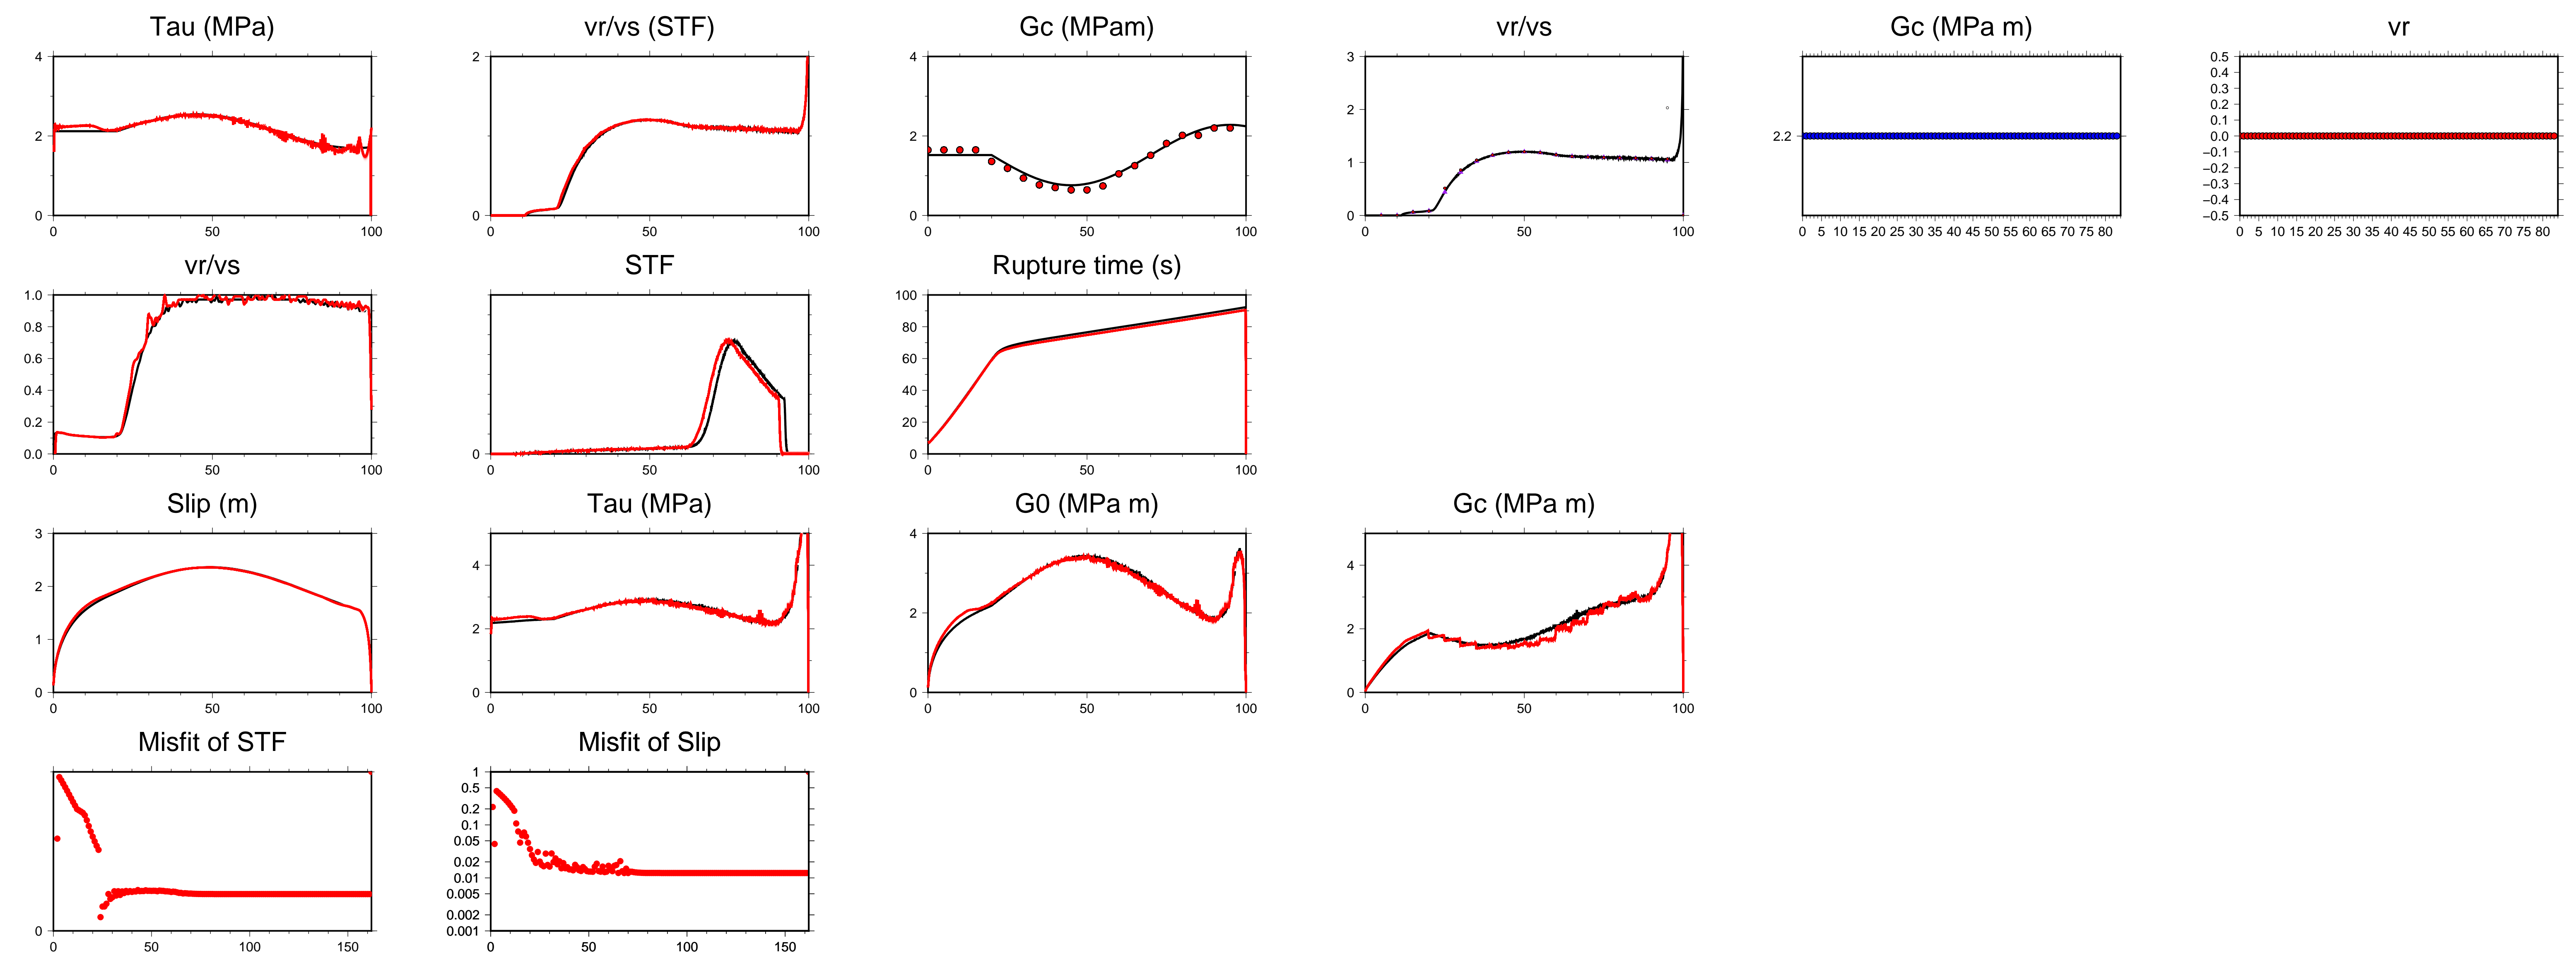 Tau (MPa)
vr/vs (STF)
Gc (MPam)
vr/vs
Gc (MPa m)
vr
4
2
0
0 50 100
2
0
0 50 100
4
2
0
0 50 100
3
2
1
0
0 50 100
2.2
0 5 10 15 20 25 30 35 40 45 50 55 60 65 70 75 80
0.5
0.4
0.3
0.2
0.1
0.0
−0.1
−0.2
−0.3
−0.4
−0.5
0 5 10 15 20 25 30 35 40 45 50 55 60 65 70 75 80
vr/vs
STF
Rupture time (s)
1.0
0.8
0.6
0.4
0.2
0.0
0 50 100
0
0 50 100
100
80
60
40
20
0
0 50 100
Slip (m)
Tau (MPa)
G0 (MPa m)
Gc (MPa m)
3
2
1
0
0 50 100
4
2
0
0 50 100
4
2
0
0 50 100
4
2
0
0 50 100
Misfit of STF
Misfit of Slip
0
0 50 100 150
1
0.5
0.2
0.1
0.05
0.02
0.01
0.005
0.002
0.001
0 50 100 150